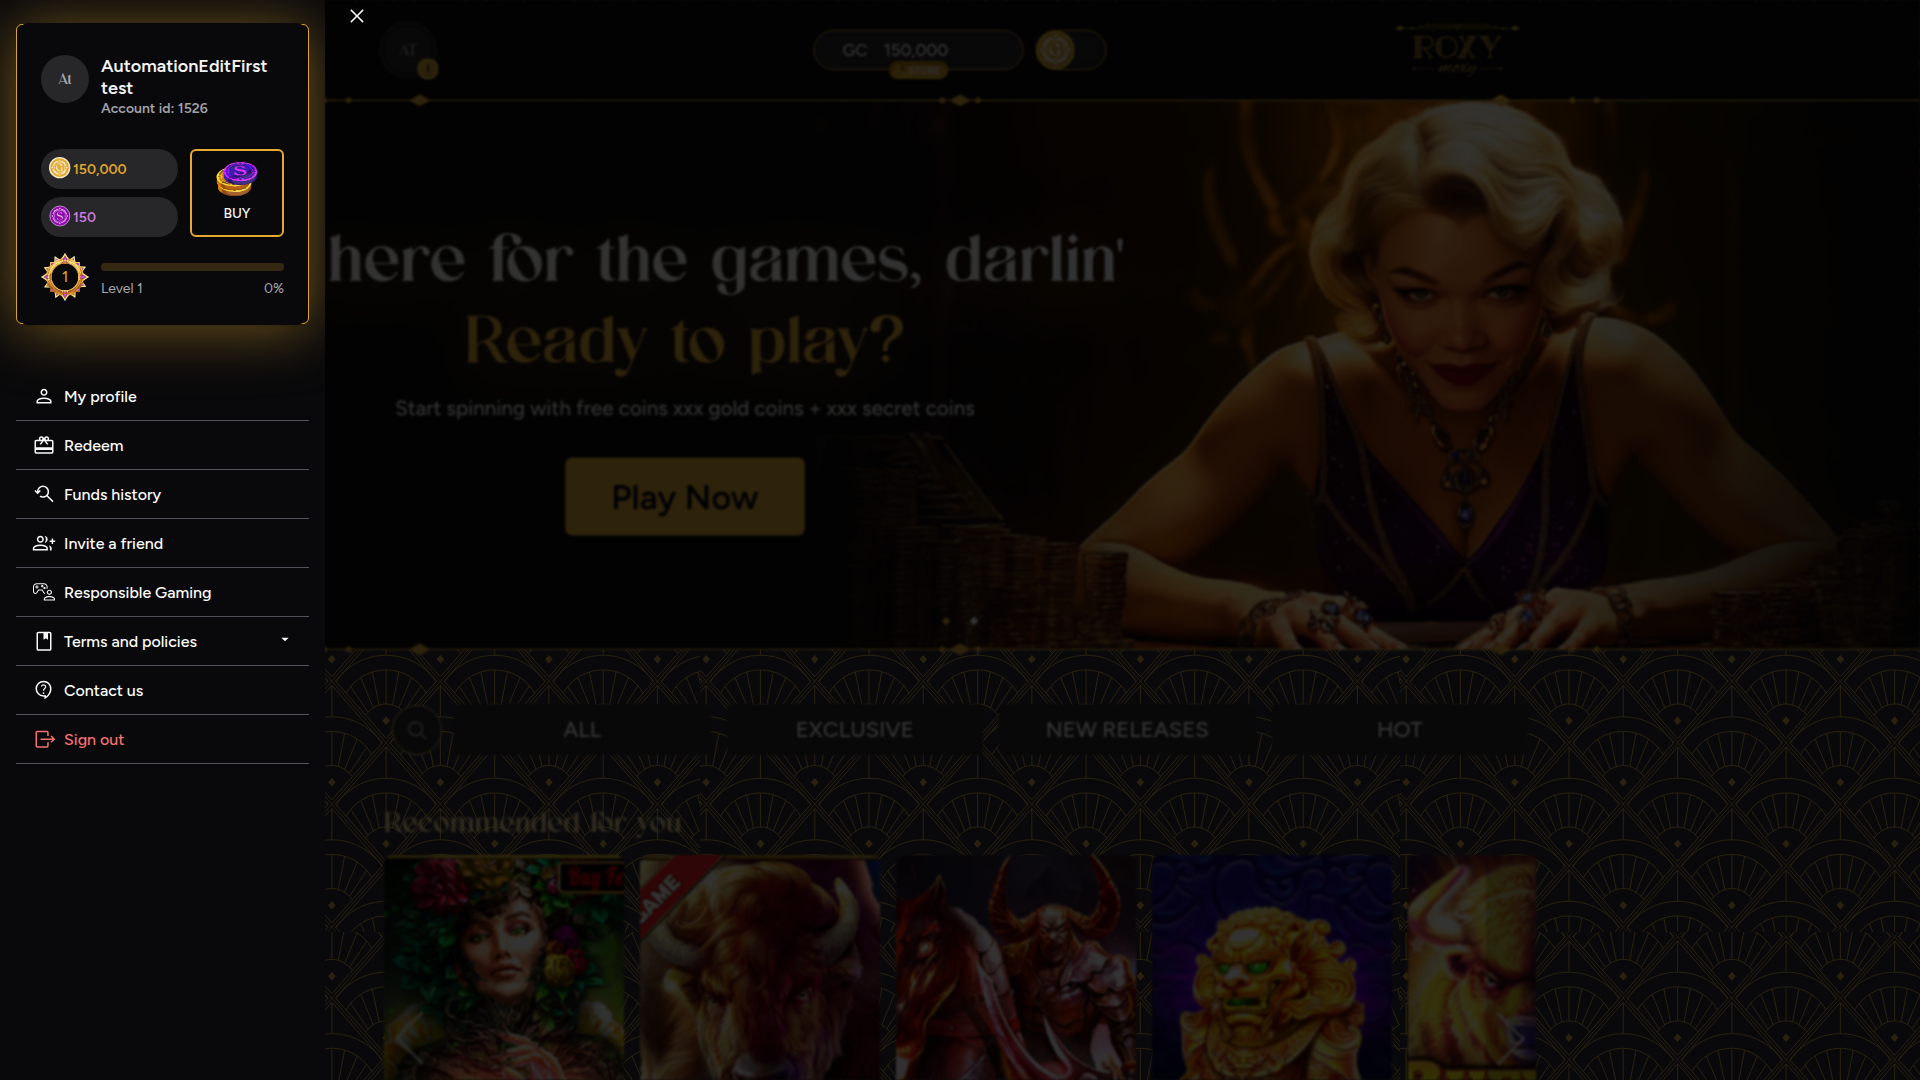 AutomationEditFirst
test
Account id: 1526
At
150,000
150
BUY
1
Level 1
0%
My profile
Redeem
Funds history
Invite a friend
Responsible Gaming
Terms and policies
Contact us
Sign out
AT
GC 150,000
ROXY
moxy
here for the games, darlin'
Ready to play?
Start spinning with free coins xxx gold coins + xxx secret coins
Play Now
ALL
EXCLUSIVE
NEW RELEASES
HOT
Recommended for you